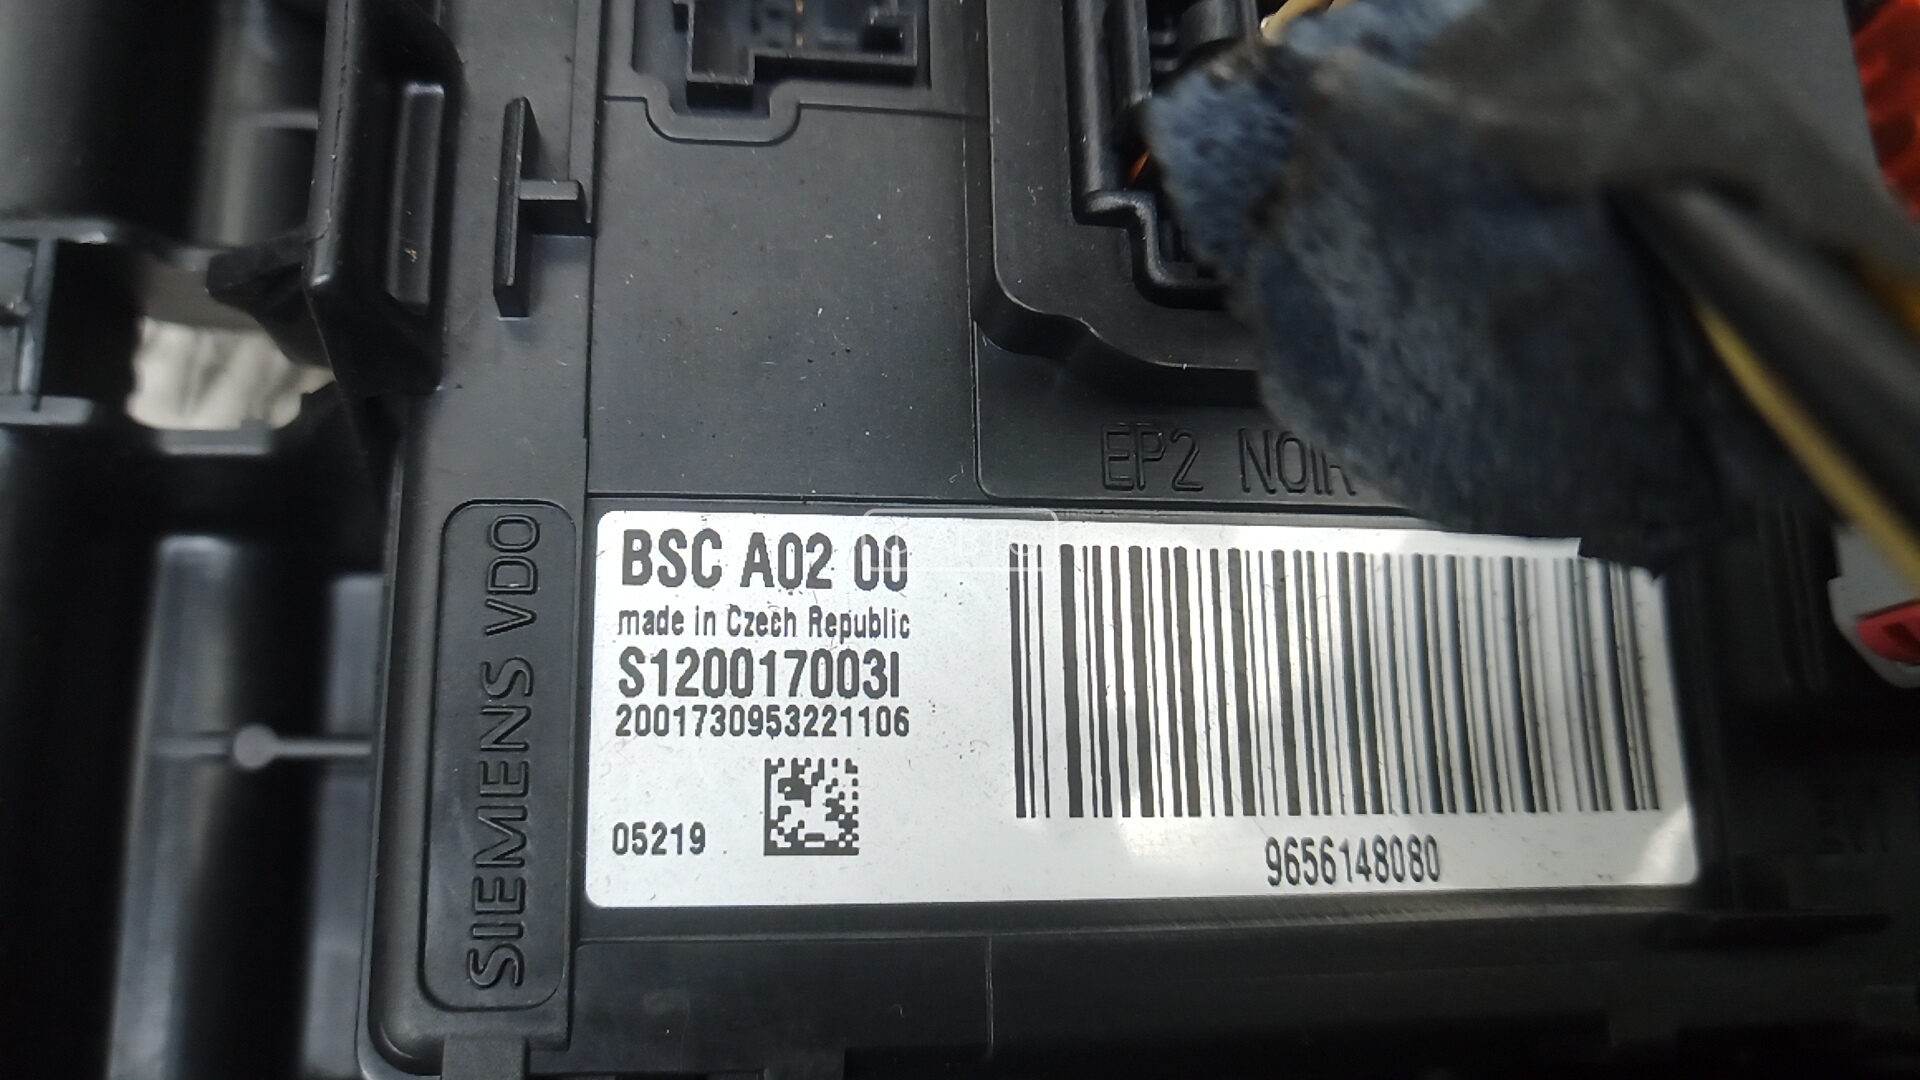 EP2 NOIR
SIEMENS VDO
BSC A02 00
made in Czech Republic
S120017003I
2001730953221106
05219
9656148080